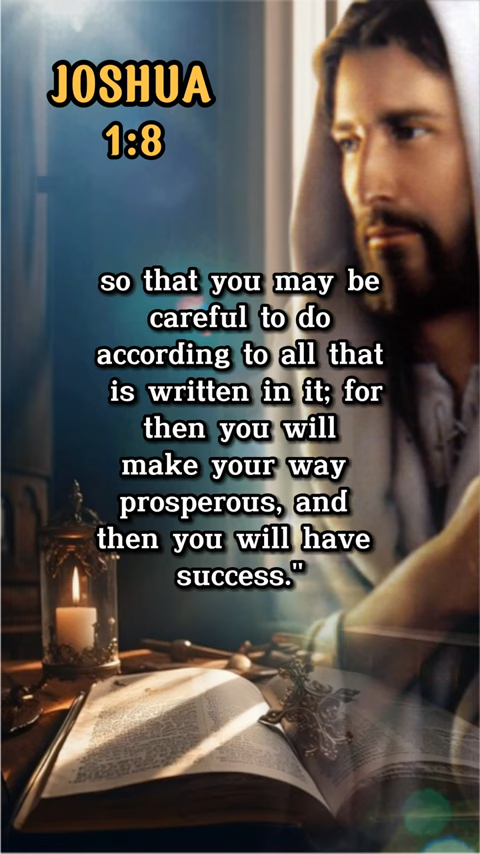 JOSHUA
1:8
so that you may be
careful to do
according to all that
is written in it; for
then you will
make your way
prosperous, and
then you will have
success."